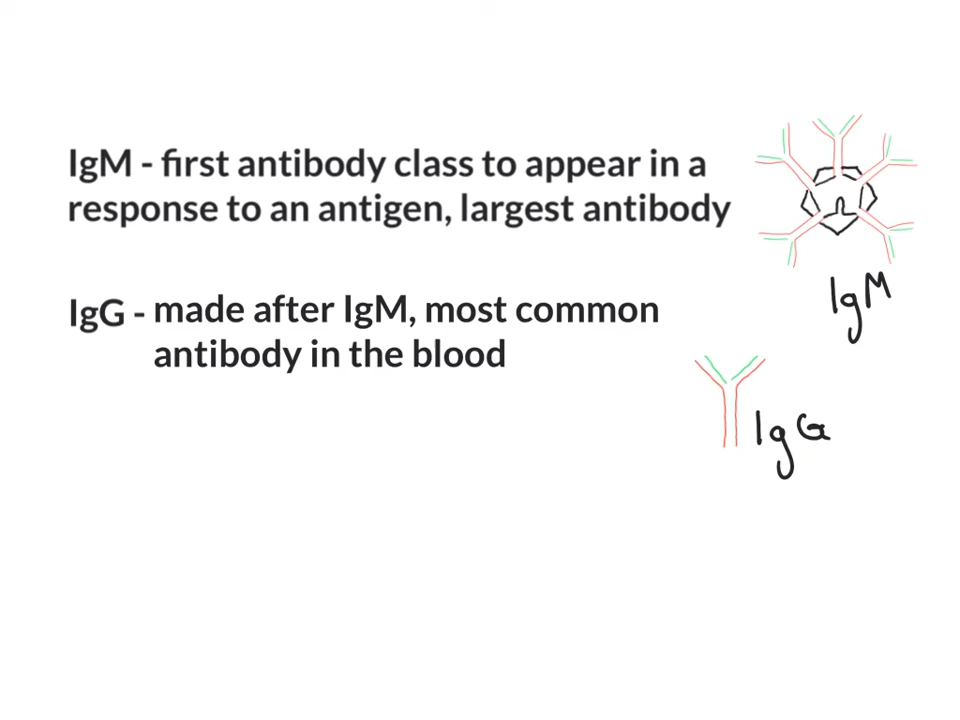 IgM - first antibody class to appear in a
response to an antigen, largest antibody
IgM
IgG - made after IgM, most common
antibody in the blood
IgG